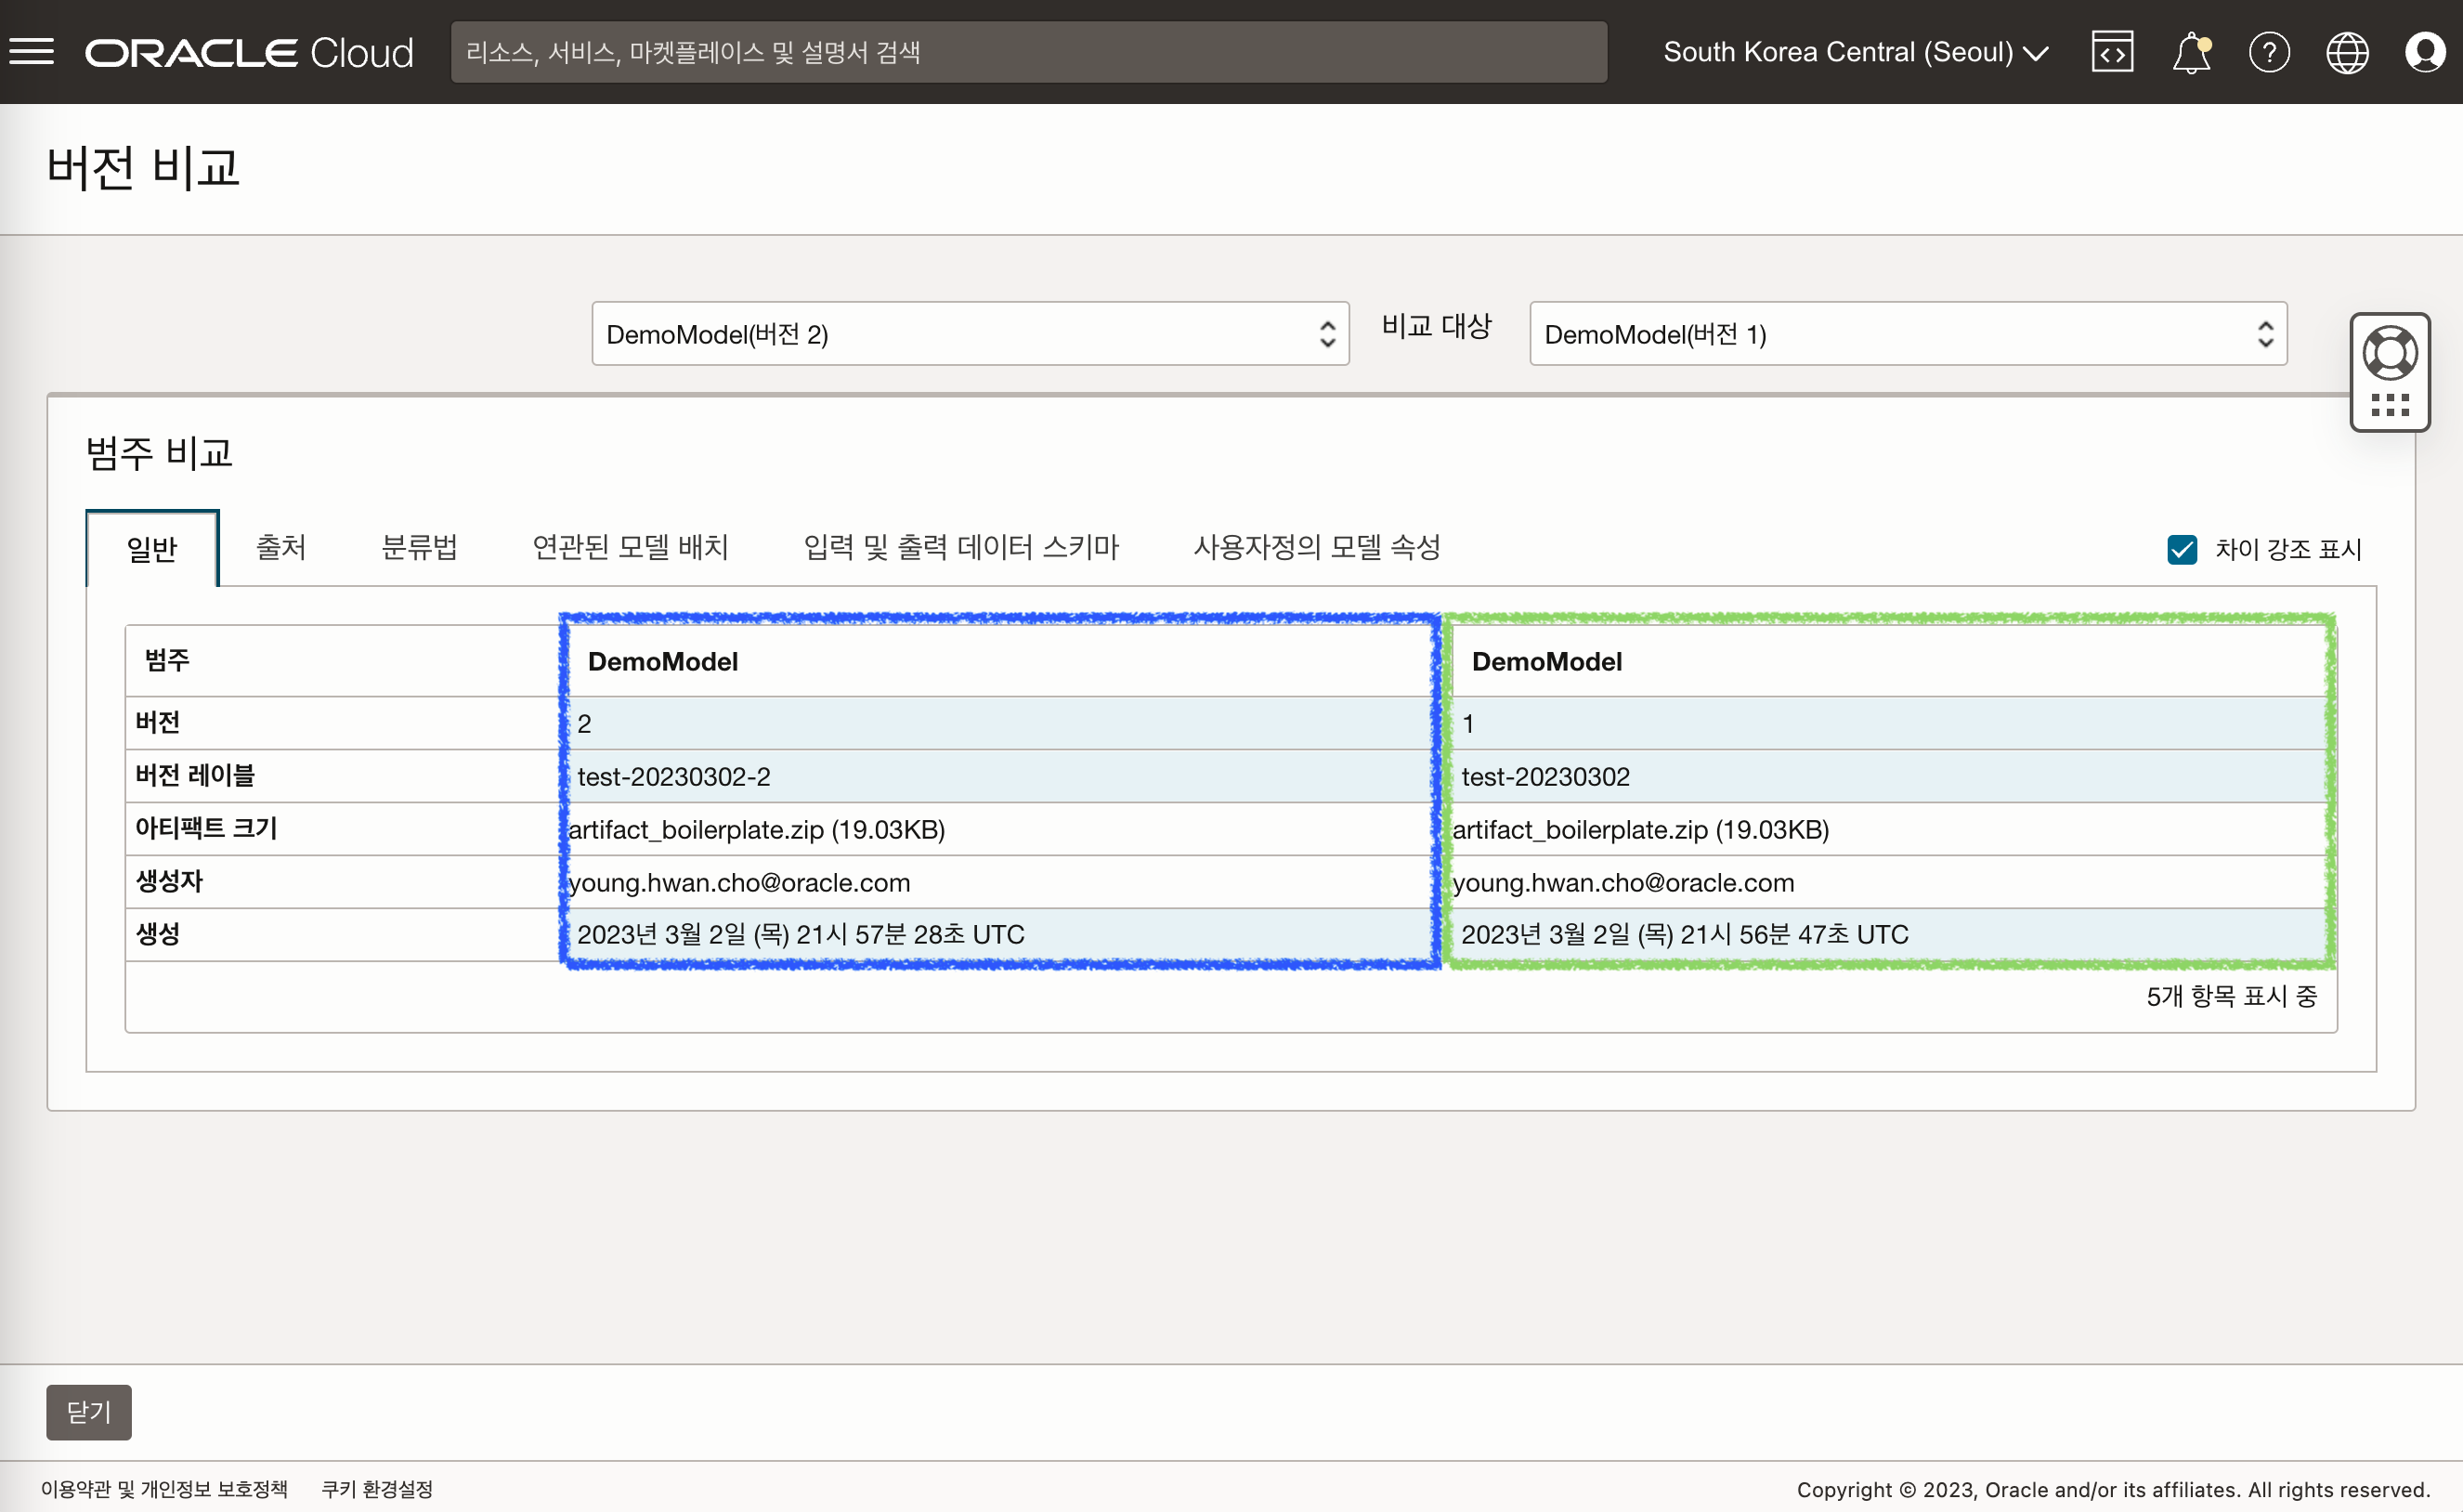 ORACLE Cloud
리소스, 서비스, 마켓플레이스 및 설명서 검색
South Korea Central (Seoul)
버전 비교
DemoModel(버전 2)
비교 대상
DemoModel(버전 1)
범주 비교
일반
출처
분류법
연관된 모델 배치
입력 및 출력 데이터 스키마
사용자정의 모델 속성
차이 강조 표시
범주 DemoModel DemoModel
버전 2 1
버전 레이블 test-20230302-2 test-20230302
아티팩트 크기 artifact_boilerplate.zip (19.03KB) artifact_boilerplate.zip (19.03KB)
생성자 young.hwan.cho@oracle.com young.hwan.cho@oracle.com
생성 2023년 3월 2일 (목) 21시 57분 28초 UTC 2023년 3월 2일 (목) 21시 56분 47초 UTC
5개 항목 표시 중
닫기
이용약관 및 개인정보 보호정책 쿠키 환경설정
Copyright © 2023, Oracle and/or its affiliates. All rights reserved.